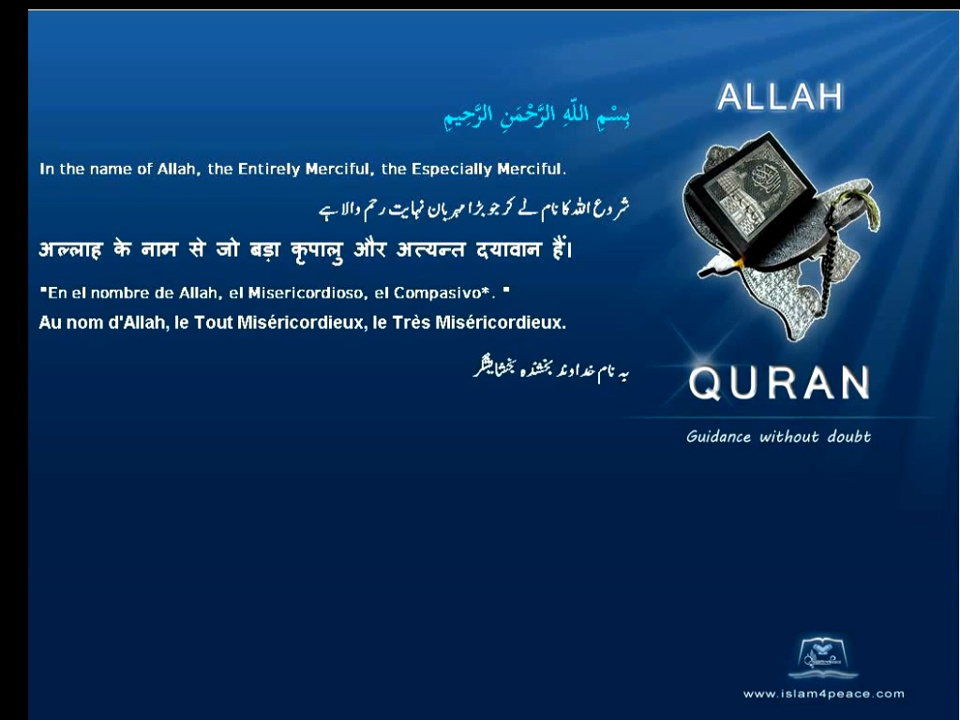 بِسْمِ اللَّهِ الرَّحْمَنِ الرَّحِيمِ
In the name of Allah, the Entirely Merciful, the Especially Merciful.
شروع اللہ کا نام لے کر جو بڑا مہربان نہایت رحم والا ہے
अल्लाह के नाम से जो बड़ा कृपालु और अत्यन्त दयावान हैं।
"En el nombre de Allah, el Misericordioso, el Compasivo*. "
Au nom d'Allah, le Tout Miséricordieux, le Très Miséricordieux.
به نام خداوند بخشنده بخشایشگر
ALLAH
QURAN
Guidance without doubt
www.islam4peace.com